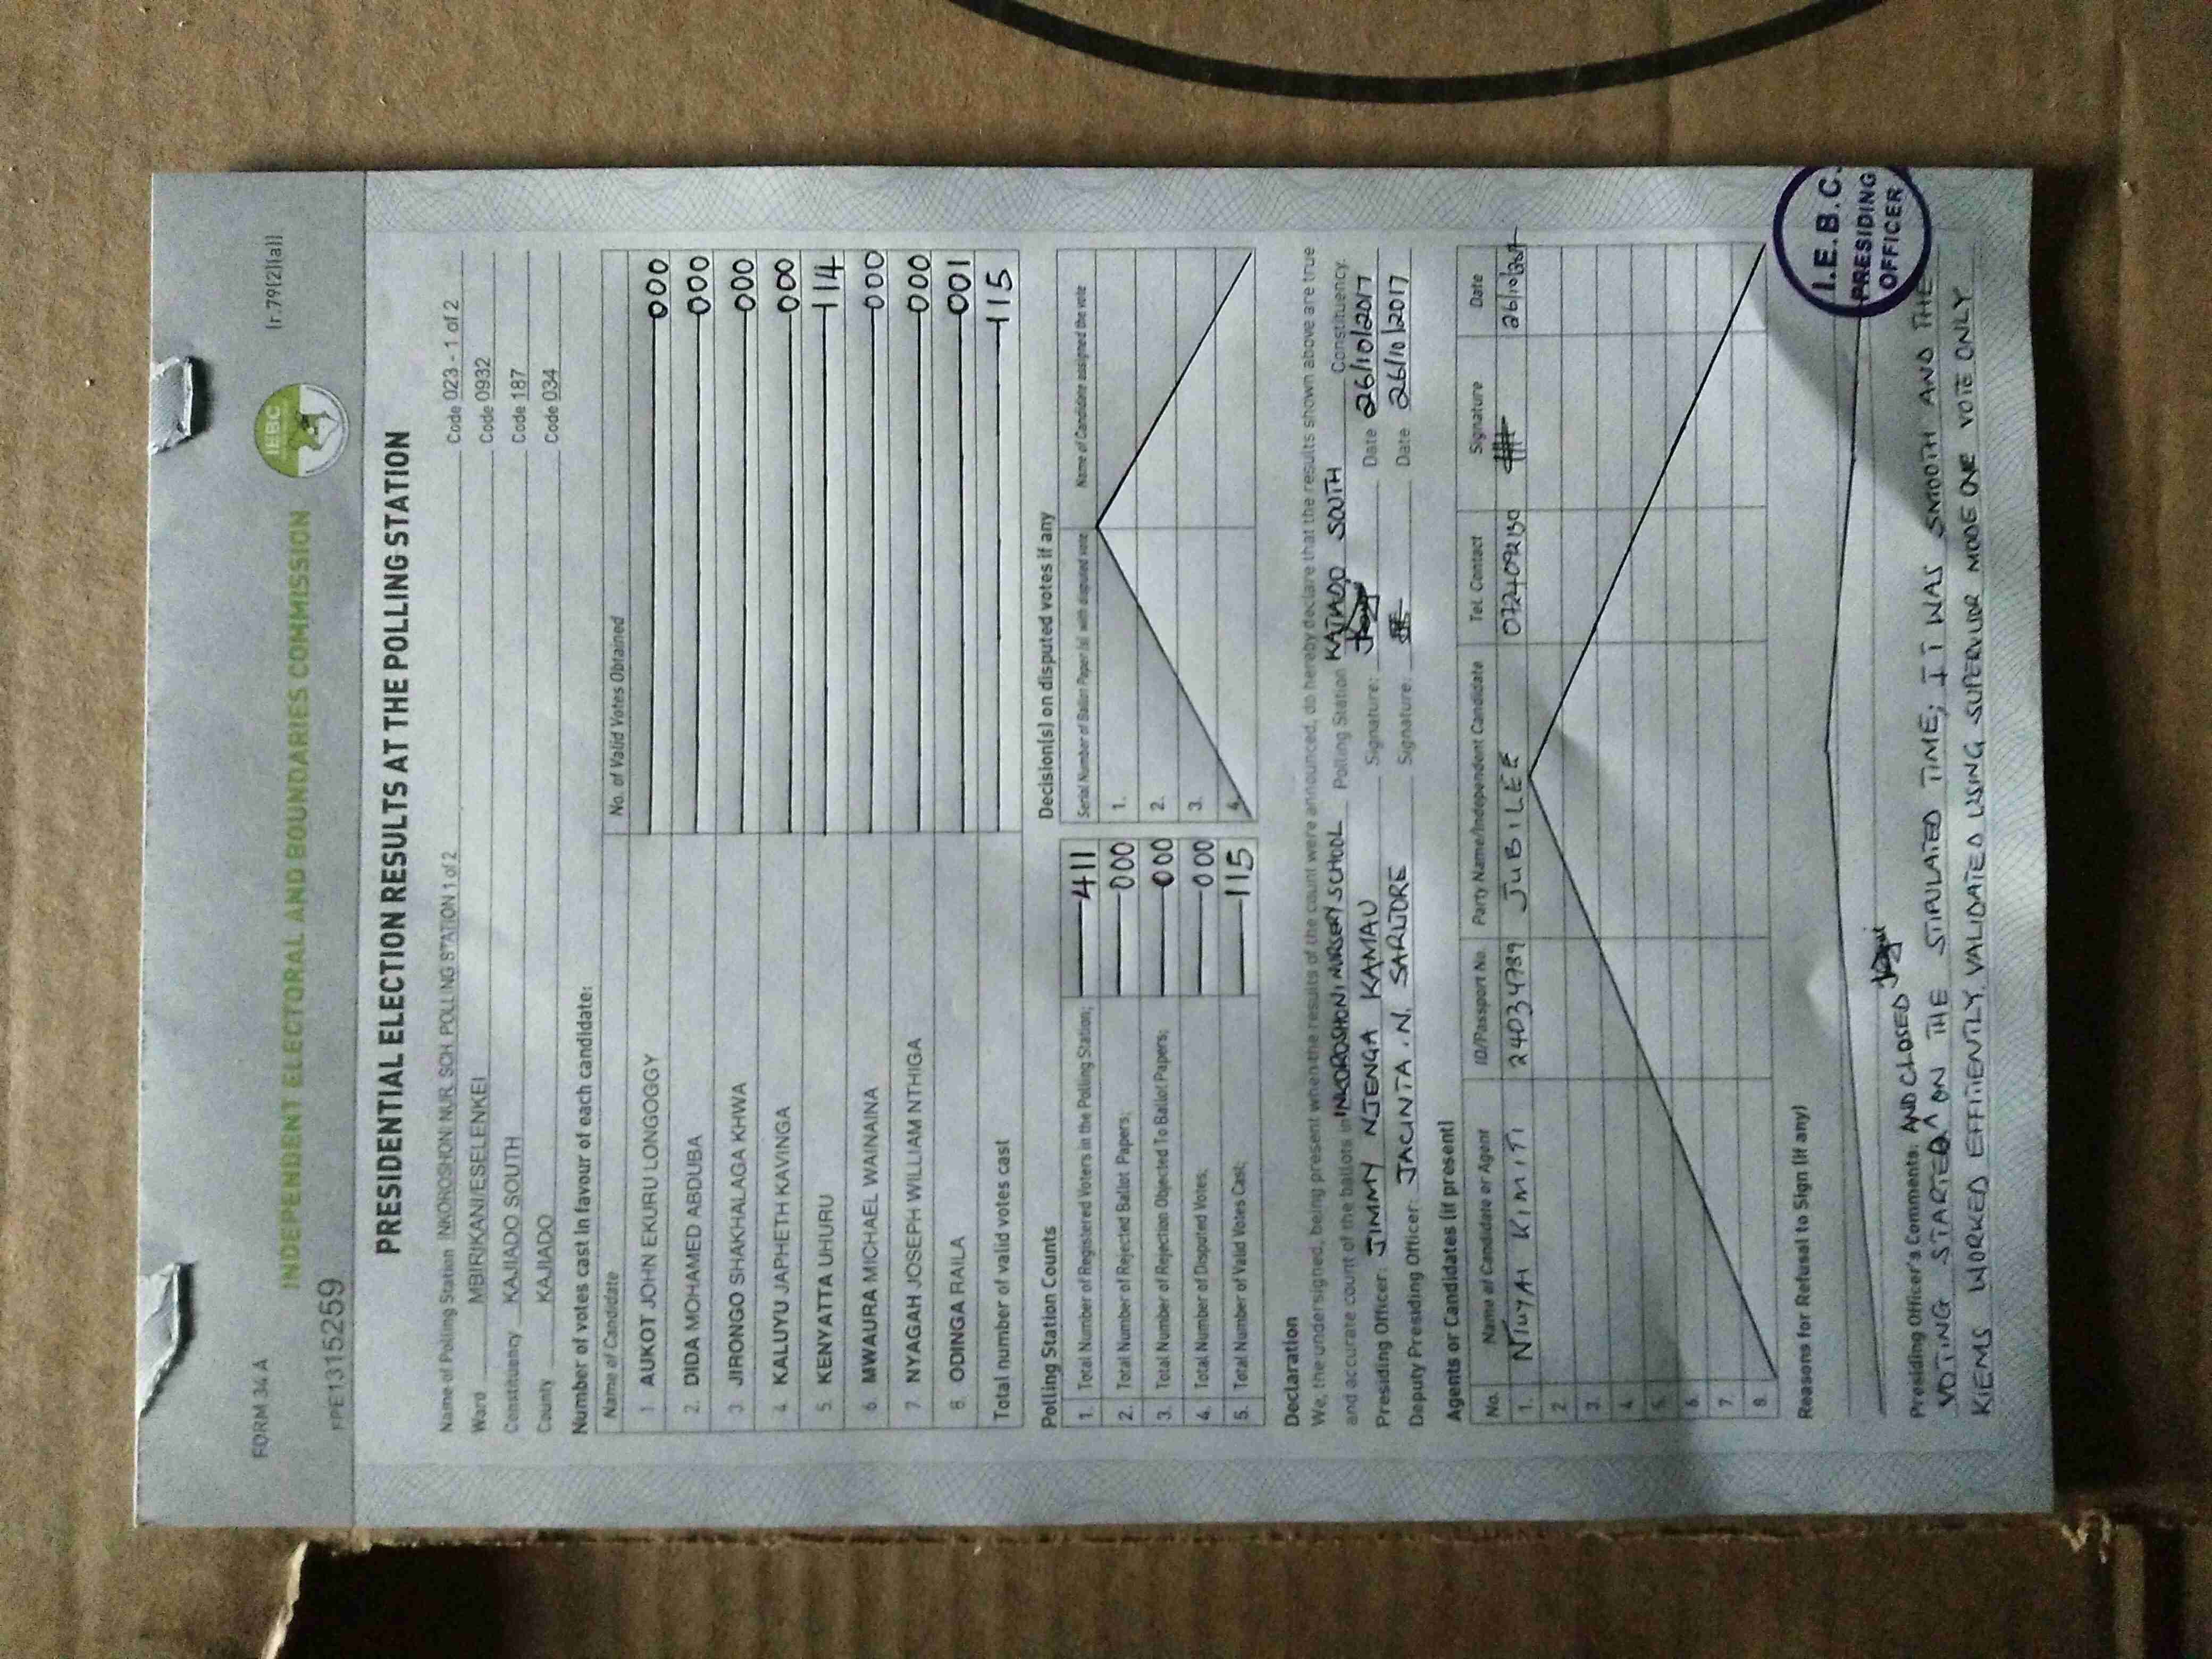 FORM 34 A
[r 79(2)(a)]
INDEPENDENT ELECTORAL AND BOUNDARIES COMMISSION
IEBC
FPE1315259
PRESIDENTIAL ELECTION RESULTS AT THE POLLING STATION
Name of Polling Station INKOROSHONI NUR. SCH. POLLING STATION 1 of 2 Code 023 - 1 of 2
Ward MBIRIKANI/ESELENKEI Code 0932
Constituency KAJIADO SOUTH Code 187
County KAJIADO Code 034
Number of votes cast in favour of each candidate:
Name of Candidate No. of Valid Votes Obtained
1. AUKOT JOHN EKURU LONGOGGY 000
2. DIDA MOHAMED ABDUBA 000
3. JIRONGO SHAKHALAGA KHWA 000
4. KALUYU JAPHETH KAVINGA 000
5. KENYATTA UHURU 114
6. MWAURA MICHAEL WAINAINA 000
7. NYAGAH JOSEPH WILLIAM NTHIGA 000
8. ODINGA RAILA 001
Total number of valid votes cast 115
Polling Station Counts
1. Total Number of Registered Voters in the Polling Station; 411
2. Total Number of Rejected Ballot Papers; 000
3. Total Number of Rejection Objected To Ballot Papers; 000
4. Total Number of Disputed Votes; 000
5. Total Number of Valid Votes Cast; 115
Decision(s) on disputed votes if any
Serial Number of Ballot Paper (s) with disputed vote Name of Candidate assigned the vote
1.
2.
3.
4.
Declaration
We, the undersigned, being present when the results of the count were announced, do hereby declare that the results shown above are true
and accurate count of the ballots in INKOROSHONI NURSERY SCHOOL Polling Station KAJIADO SOUTH Constituency.
Presiding Officer: JIMMY NJENGA KAMAU Signature: Date 26/10/2017
Deputy Presiding Officer: JACINTA . N. SARUORE Signature: Date 26/10/2017
Agents or Candidates (if present)
No. Name of Candidate or Agent ID/Passport No. Party Name/Independent Candidate Tel. Contact Signature Date
1. KIMITI 24034789 JUBILEE 0724092130 26/10/2017
2.
3.
4.
5.
6.
7.
8.
Reasons for Refusal to Sign (if any)
I.E.B.C.
PRESIDING
OFFICER
Presiding Officer's Comments: AND CLOSED
VOTING STARTED ^ ON THE STIPULATED TIME; IT WAS SMOOTH AND THE
KIEMS WORKED EFFITIENTLY. VALIDATED USING SUPERVIOR MODE ONE VOTE ONLY